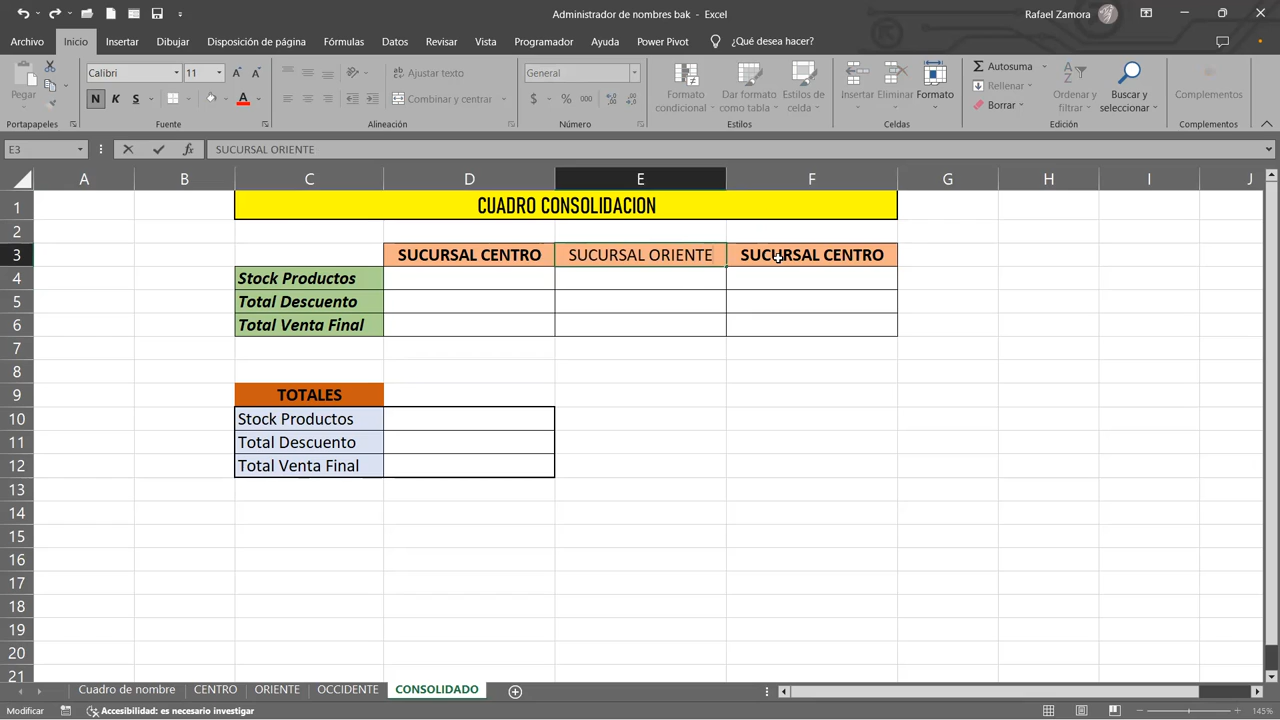 Administrador de nombres bak - Excel
Rafael Zamora
Archivo Inicio Insertar Dibujar Disposición de página Fórmulas Datos Revisar Vista Programador Ayuda Power Pivot ¿Qué desea hacer?
Pegar
Calibri 11
N K S A
Ajustar texto
Combinar y centrar
General
$ % 000
Formato condicional
Dar formato como tabla
Estilos de celda
Insertar Eliminar Formato
Autosuma
Rellenar
Borrar
Ordenar y filtrar
Buscar y seleccionar
Complementos
Portapapeles Fuente Alineación Número Estilos Celdas Edición Complementos
E3 fx SUCURSAL ORIENTE
A B C D E F G H I J
1 CUADRO CONSOLIDACION
2
3 SUCURSAL CENTRO SUCURSAL ORIENTE SUCURSAL CENTRO
4 Stock Productos
5 Total Descuento
6 Total Venta Final
7
8
9 TOTALES
10 Stock Productos
11 Total Descuento
12 Total Venta Final
13
14
15
16
17
18
19
20
21
Cuadro de nombre CENTRO ORIENTE OCCIDENTE CONSOLIDADO
Modificar Accesibilidad: es necesario investigar 145%